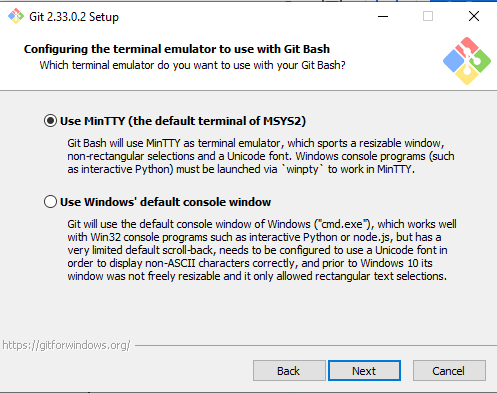 Git 2.33.0.2 Setup
Configuring the terminal emulator to use with Git Bash
Which terminal emulator do you want to use with your Git Bash?
Use MinTTY (the default terminal of MSYS2)
Git Bash will use MinTTY as terminal emulator, which sports a resizable window,
non-rectangular selections and a Unicode font. Windows console programs (such
as interactive Python) must be launched via `winpty` to work in MinTTY.
Use Windows' default console window
Git will use the default console window of Windows ("cmd.exe"), which works well
with Win32 console programs such as interactive Python or node.js, but has a
very limited default scroll-back, needs to be configured to use a Unicode font in
order to display non-ASCII characters correctly, and prior to Windows 10 its
window was not freely resizable and it only allowed rectangular text selections.
https://gitforwindows.org/
Back
Next
Cancel